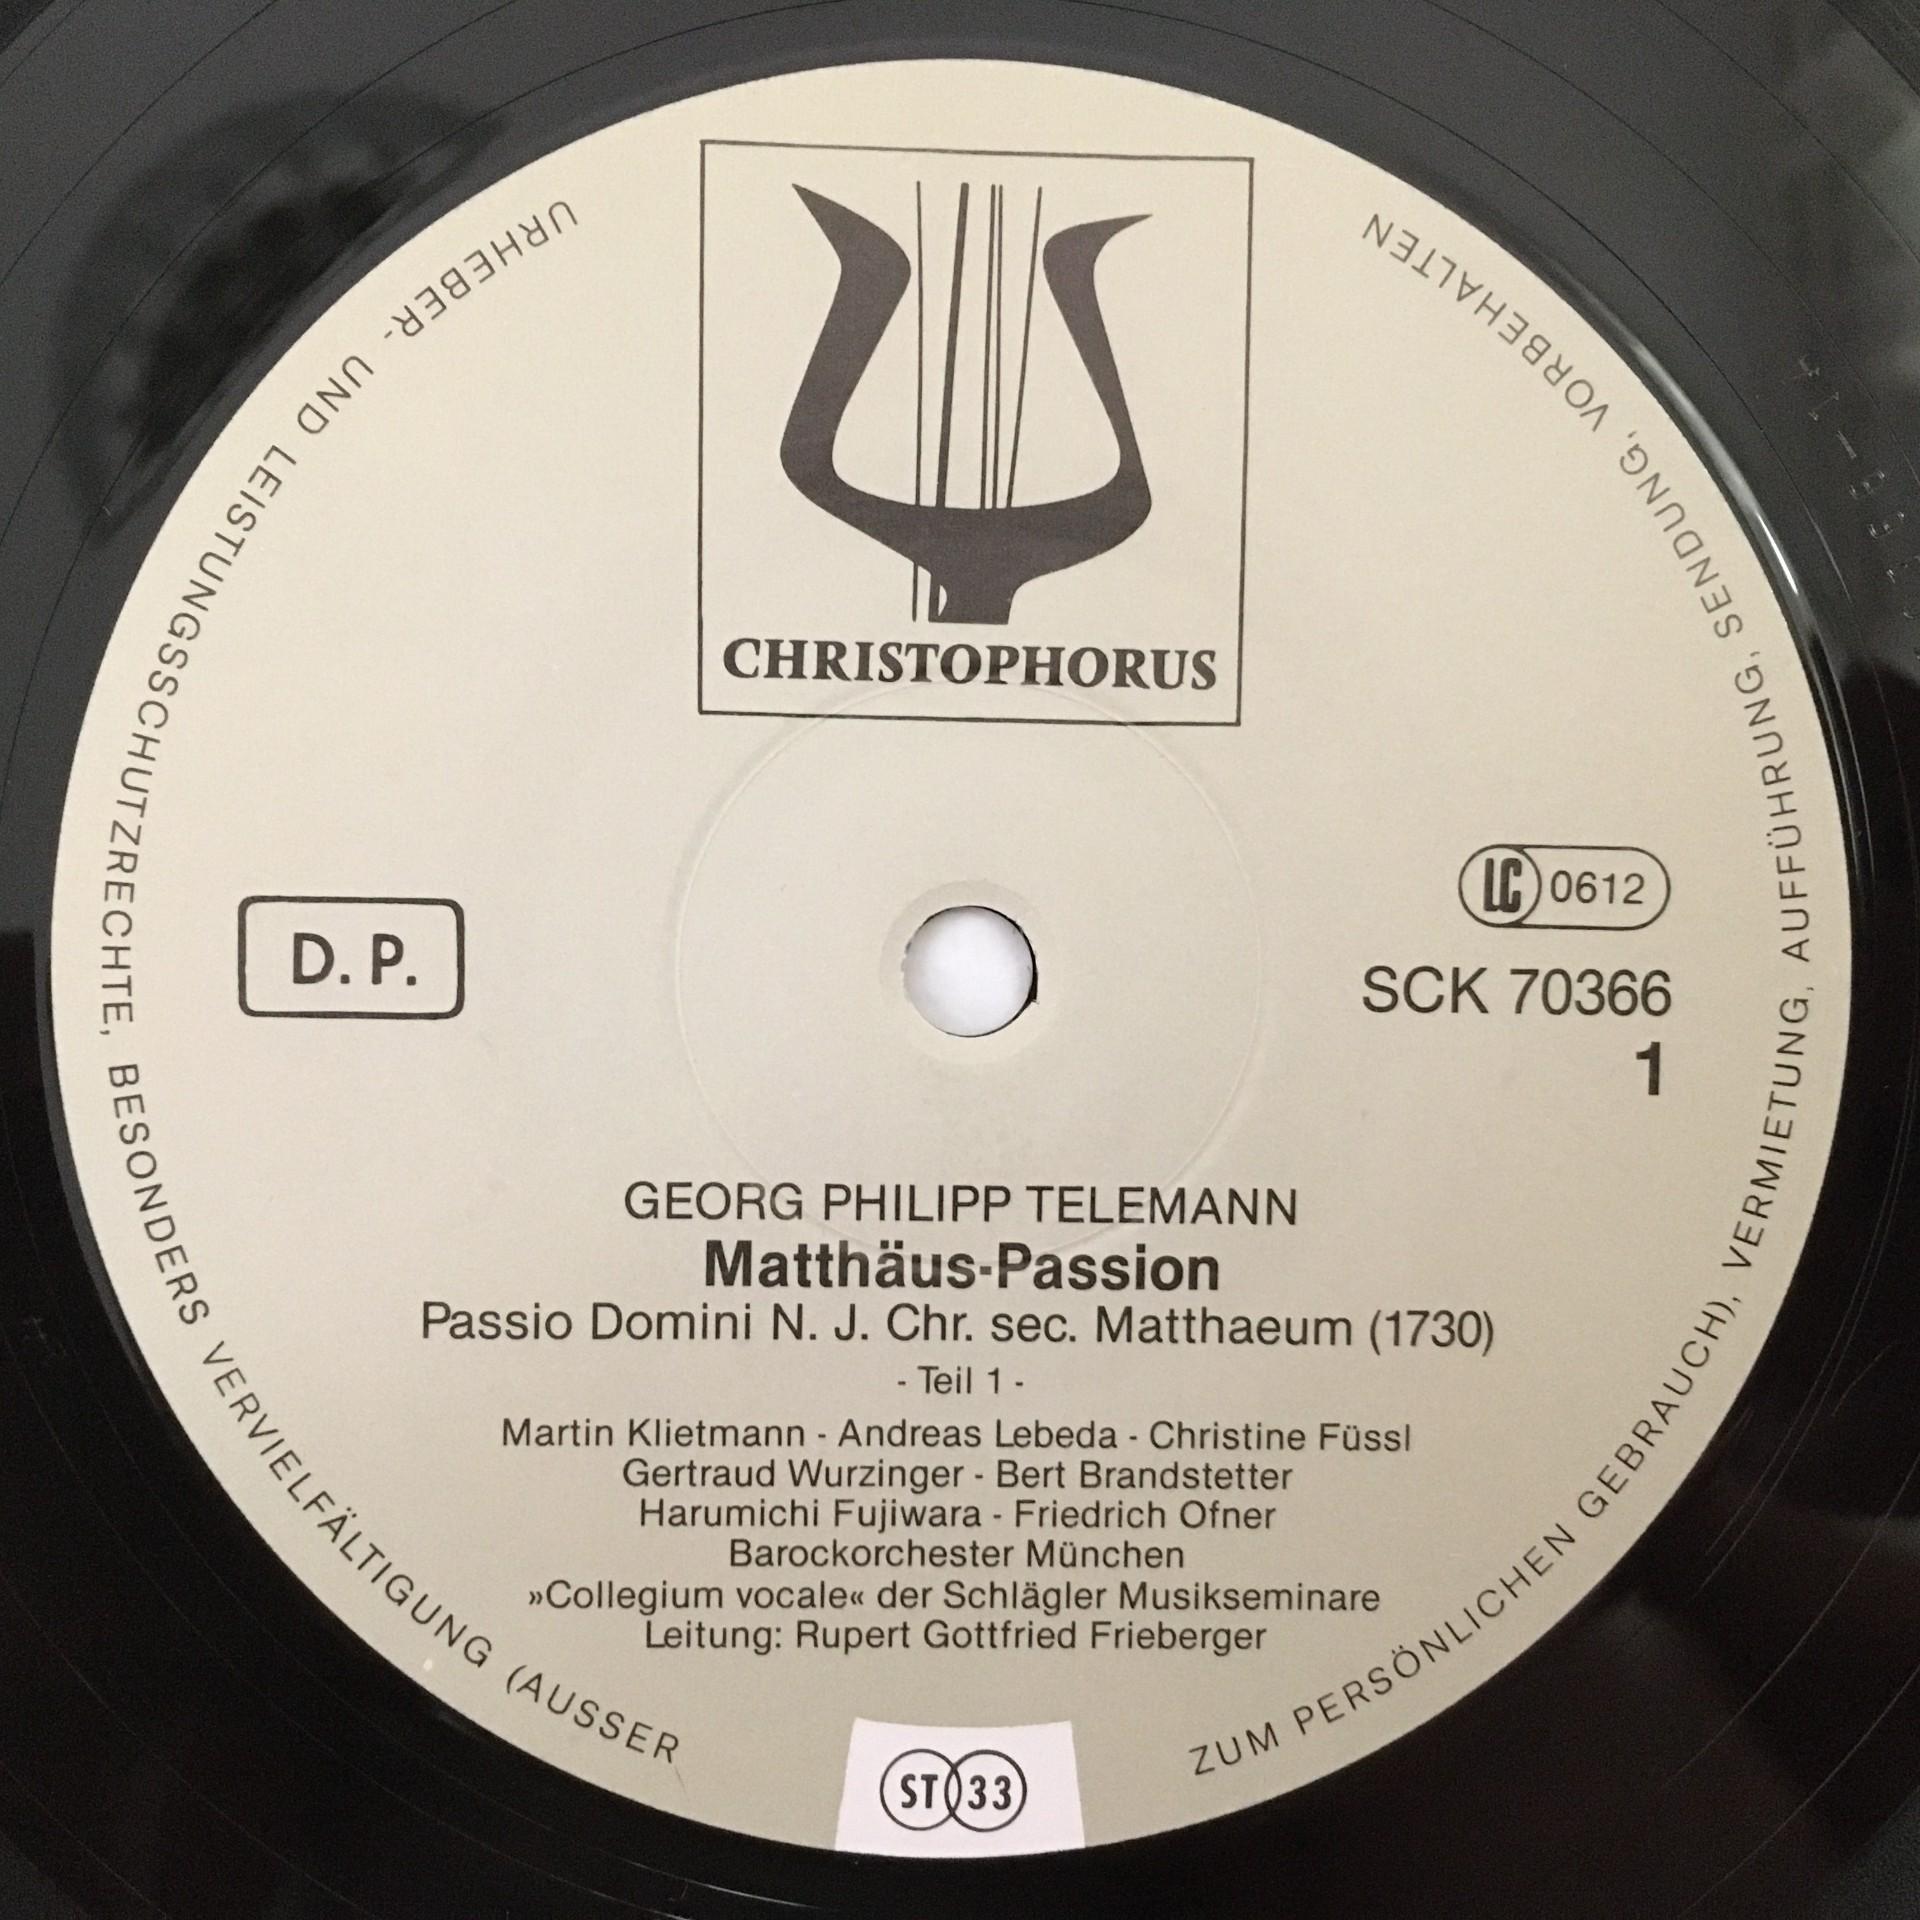 CHRISTOPHORUS
D. P.
LC 0612
SCK 70366
1
GEORG PHILIPP TELEMANN
Matthäus-Passion
Passio Domini N. J. Chr. sec. Matthaeum (1730)
- Teil 1 -
Martin Klietmann - Andreas Lebeda - Christine Füssl
Gertraud Wurzinger - Bert Brandstetter
Harumichi Fujiwara - Friedrich Ofner
Barockorchester München
»Collegium vocale« der Schlägler Musikseminare
Leitung: Rupert Gottfried Frieberger
ST 33
URHEBER- UND LEISTUNGSSCHUTZRECHTE, BESONDERS VERVIELFÄLTIGUNG (AUSSER ZUM PERSÖNLICHEN GEBRAUCH), VERMIETUNG, AUFFÜHRUNG, SENDUNG, VORBEHALTEN